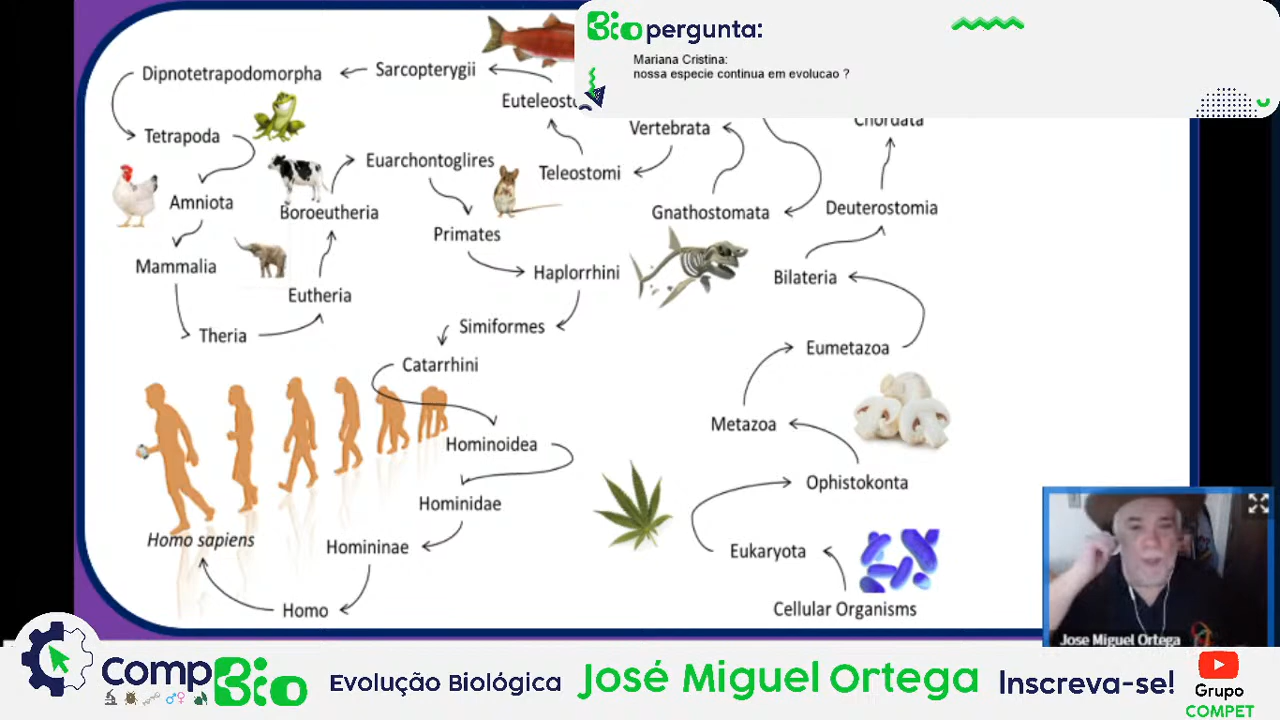 Bio pergunta:
Mariana Cristina:
nossa especie continua em evolucao ?
Dipnotetrapodomorpha
Sarcopterygii
Euteleosto
Vertebrata
Chordata
Tetrapoda
Euarchontoglires
Teleostomi
Amniota
Boroeutheria
Gnathostomata
Deuterostomia
Primates
Mammalia
Haplorrhini
Bilateria
Eutheria
Theria
Simiformes
Eumetazoa
Catarrhini
Metazoa
Hominoidea
Ophistokonta
Hominidae
Homo sapiens
Homininae
Eukaryota
Homo
Cellular Organisms
Jose Miguel Ortega
Comp Bio
Evolução Biológica
José Miguel Ortega
Inscreva-se!
Grupo
COMPET